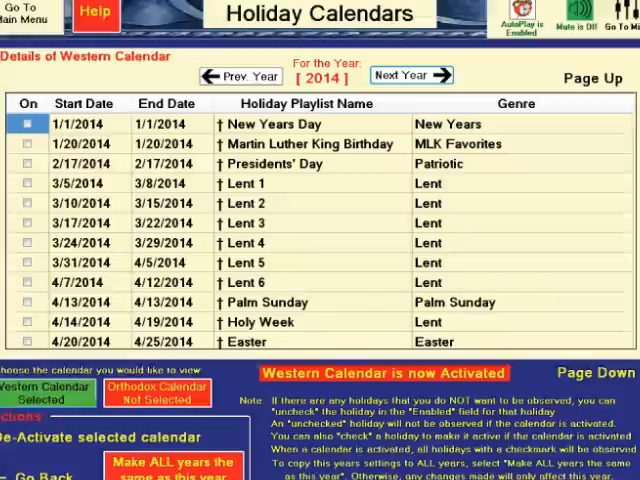 Go To
Main Menu
Help
Holiday Calendars
AutoPlay is
Enabled
Mute is Off
Go To Mi
Details of Western Calendar
For the Year:
Prev. Year
[ 2014 ]
Next Year
Page Up
On Start Date End Date Holiday Playlist Name Genre
1/1/2014 1/1/2014 † New Years Day New Years
1/20/2014 1/20/2014 † Martin Luther King Birthday MLK Favorites
2/17/2014 2/17/2014 † Presidents' Day Patriotic
3/5/2014 3/8/2014 † Lent 1 Lent
3/10/2014 3/15/2014 † Lent 2 Lent
3/17/2014 3/22/2014 † Lent 3 Lent
3/24/2014 3/29/2014 † Lent 4 Lent
3/31/2014 4/5/2014 † Lent 5 Lent
4/7/2014 4/12/2014 † Lent 6 Lent
4/13/2014 4/13/2014 † Palm Sunday Palm Sunday
4/14/2014 4/19/2014 † Holy Week Lent
4/20/2014 4/25/2014 † Easter Easter
hoose the calendar you would like to view
Western Calendar
Selected
Orthodox Calendar
Not Selected
Western Calendar is now Activated
Page Down
Note If there are any holidays that you do NOT want to be observed, you can
"uncheck" the holiday in the "Enabled" field for that holiday
An "unchecked" holiday will not be observed if the calendar is activated.
You can also "check" a holiday to make it active if the calendar is activated
When a calendar is activated, all holidays with a checkmark will be observed
To copy this years settings to ALL years, select "Make ALL years the
same as this year". Otherwise, any changes made will only affect this year.
ctions
De-Activate selected calendar
Go Back
Make ALL years the
same as this year